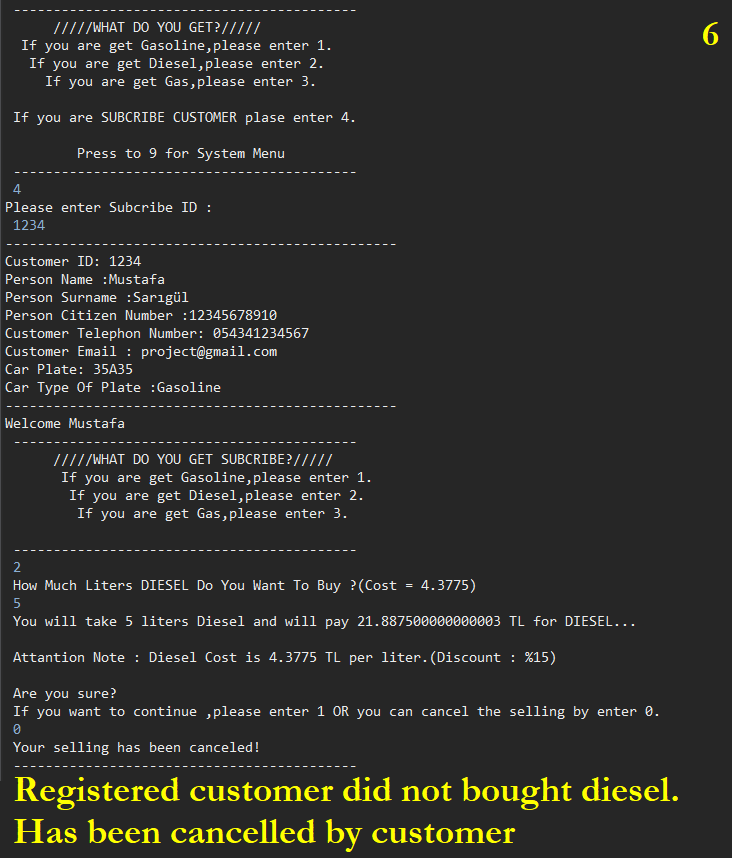 -------------------------------------------
/////WHAT DO YOU GET?/////
If you are get Gasoline,please enter 1.
6
If you are get Diesel,please enter 2.
If you are get Gas,please enter 3.
If you are SUBCRIBE CUSTOMER plase enter 4.
Press to 9 for System Menu
-------------------------------------------
4
Please enter Subcribe ID :
1234
-------------------------------------------------
Customer ID: 1234
Person Name :Mustafa
Person Surname :Sarıgül
Person Citizen Number :12345678910
Customer Telephon Number: 054341234567
Customer Email : project@gmail.com
Car Plate: 35A35
Car Type Of Plate :Gasoline
-------------------------------------------------
Welcome Mustafa
-------------------------------------------
/////WHAT DO YOU GET SUBCRIBE?/////
If you are get Gasoline,please enter 1.
If you are get Diesel,please enter 2.
If you are get Gas,please enter 3.
-------------------------------------------
2
How Much Liters DIESEL Do You Want To Buy ?(Cost = 4.3775)
5
You will take 5 liters Diesel and will pay 21.887500000000003 TL for DIESEL...
Attantion Note : Diesel Cost is 4.3775 TL per liter.(Discount : %15)
Are you sure?
If you want to continue ,please enter 1 OR you can cancel the selling by enter 0.
0
Your selling has been canceled!
-------------------------------------------
Registered customer did not bought diesel.
Has been cancelled by customer